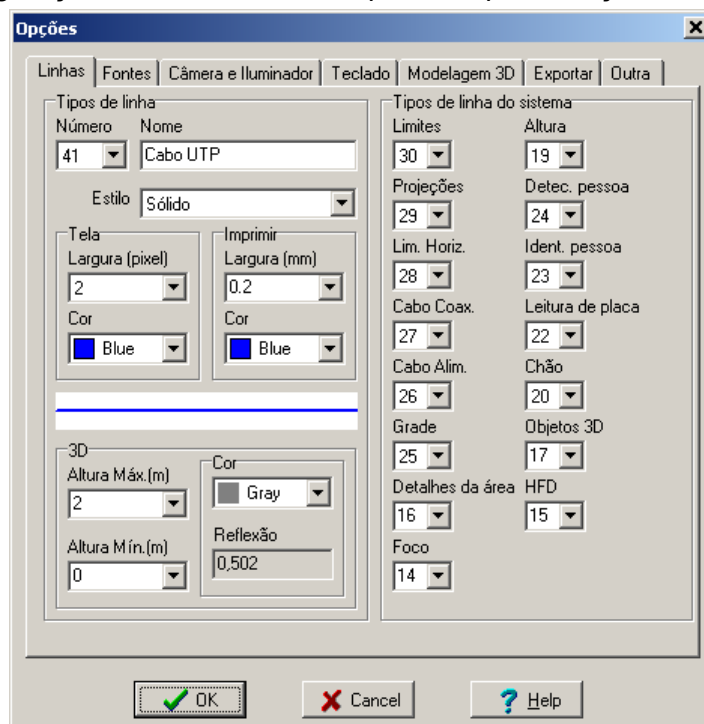 Opções
Linhas Fontes Câmera e Iluminador Teclado Modelagem 3D Exportar Outra
Tipos de linha
Número Nome
41 Cabo UTP
Estilo Sólido
Tela
Largura (pixel)
2
Cor
Blue
Imprimir
Largura (mm)
0.2
Cor
Blue
3D
Altura Máx.(m)
2
Altura Mín.(m)
0
Cor
Gray
Reflexão
0,502
Tipos de linha do sistema
Limites Altura
30 19
Projeções Detec. pessoa
29 24
Lim. Horiz. Ident. pessoa
28 23
Cabo Coax. Leitura de placa
27 22
Cabo Alim. Chão
26 20
Grade Objetos 3D
25 17
Detalhes da área HFD
16 15
Foco
14
OK Cancel Help